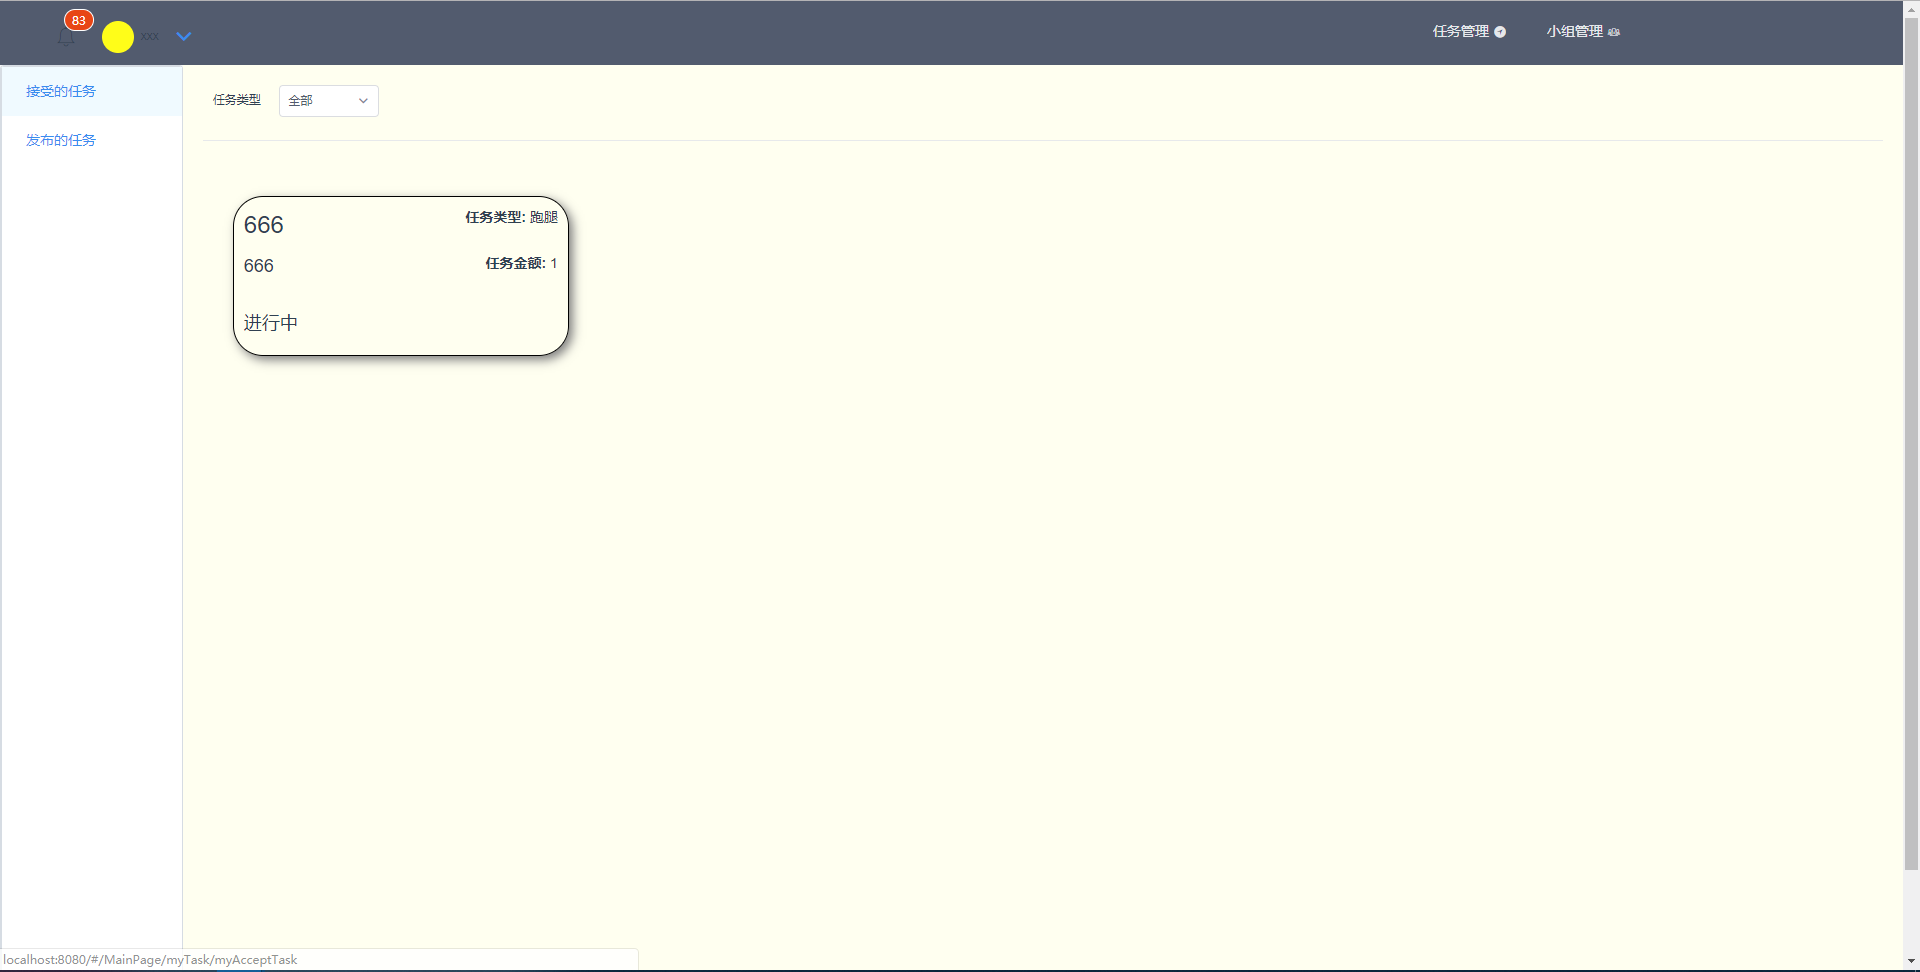 83
xxx
任务管理
小组管理
接受的任务
发布的任务
任务类型
全部
666
任务类型: 跑腿
666
任务金额: 1
进行中
localhost:8080/#/MainPage/myTask/myAcceptTask